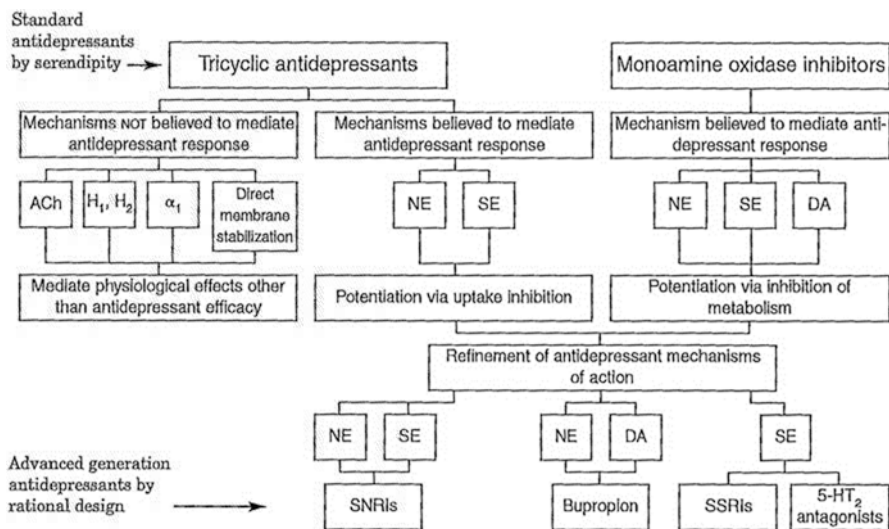 Standard
antidepressants
by serendipity
Tricyclic antidepressants
Monoamine oxidase inhibitors
Mechanisms NOT believed to mediate
antidepressant response
Mechanisms believed to mediate
antidepressant response
Mechanism believed to mediate anti-
depressant response
ACh
H₁, H₂
α₁
Direct
membrane
stabilization
NE
SE
NE
SE
DA
Mediate physiological effects other
than antidepressant efficacy
Potentiation via uptake inhibition
Potentiation via inhibition of
metabolism
Refinement of antidepressant mechanisms
of action
NE
SE
NE
DA
SE
Advanced generation
antidepressants by
rational design
SNRIs
Bupropion
SSRIs
5-HT₂
antagonists